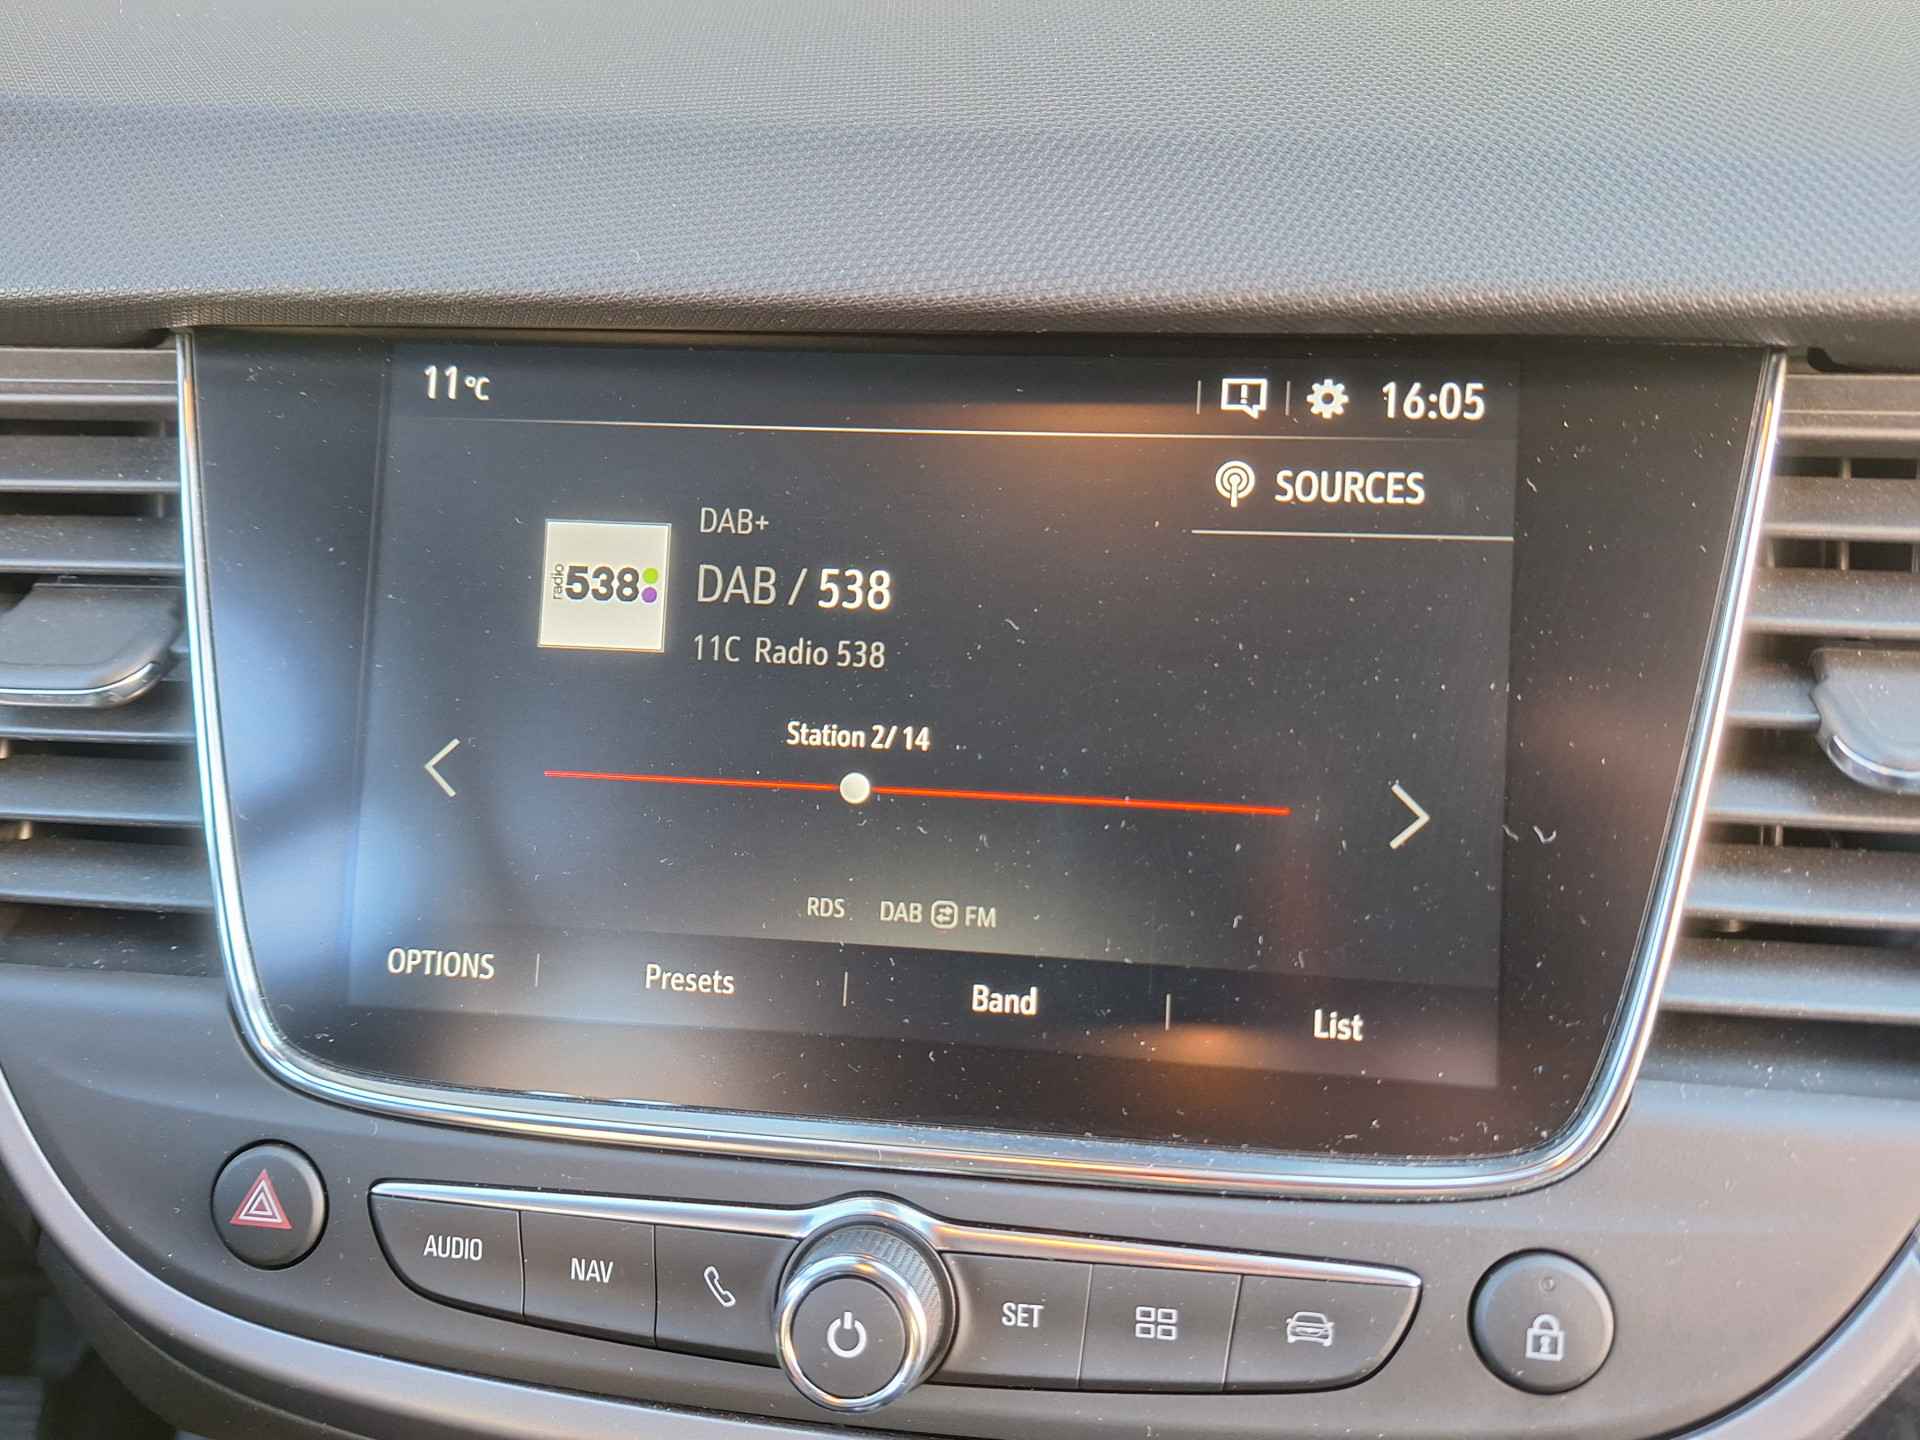 11°C
16:05
SOURCES
DAB+
radio 538
DAB / 538
11C Radio 538
Station 2/ 14
RDS DAB FM
OPTIONS Presets Band List
AUDIO NAV SET